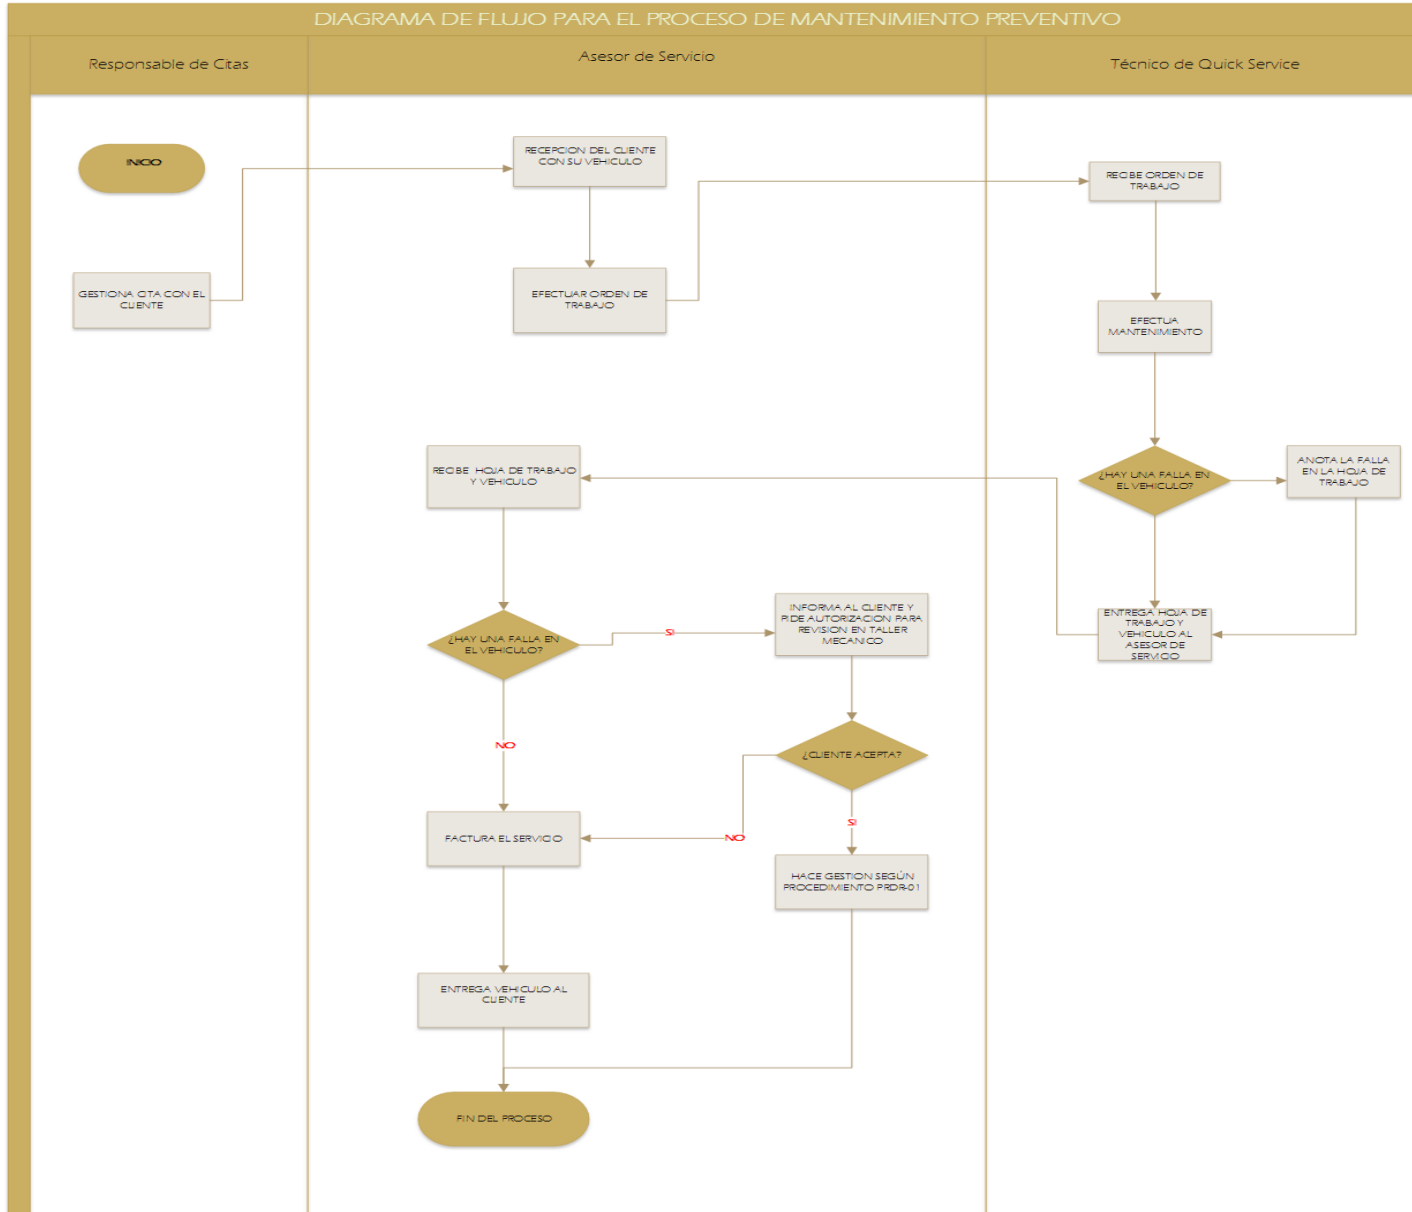 DIAGRAMA DE FLUJO PARA EL PROCESO DE MANTENIMIENTO PREVENTIVO
Responsable de Citas
Asesor de Servicio
Técnico de Quick Service
INICIO
GESTIONA CITA CON EL
CLIENTE
RECEPCION DEL CLIENTE
CON SU VEHICULO
EFECTUAR ORDEN DE
TRABAJO
RECIBE ORDEN DE
TRABAJO
EFECTUA
MANTENIMIENTO
¿HAY UNA FALLA EN
EL VEHICULO?
ANOTA LA FALLA
EN LA HOJA DE
TRABAJO
ENTREGA HOJA DE
TRABAJO Y
VEHICULO AL
ASESOR DE
SERVICIO
RECIBE HOJA DE TRABAJO
Y VEHICULO
¿HAY UNA FALLA EN
EL VEHICULO?
SI
INFORMA AL CLIENTE Y
PIDE AUTORIZACION PARA
REVISION EN TALLER
MECANICO
NO
¿CLIENTE ACEPTA?
SI
NO
FACTURA EL SERVICIO
HACE GESTION SEGÚN
PROCEDIMIENTO PRDR-01
ENTREGA VEHICULO AL
CLIENTE
FIN DEL PROCESO